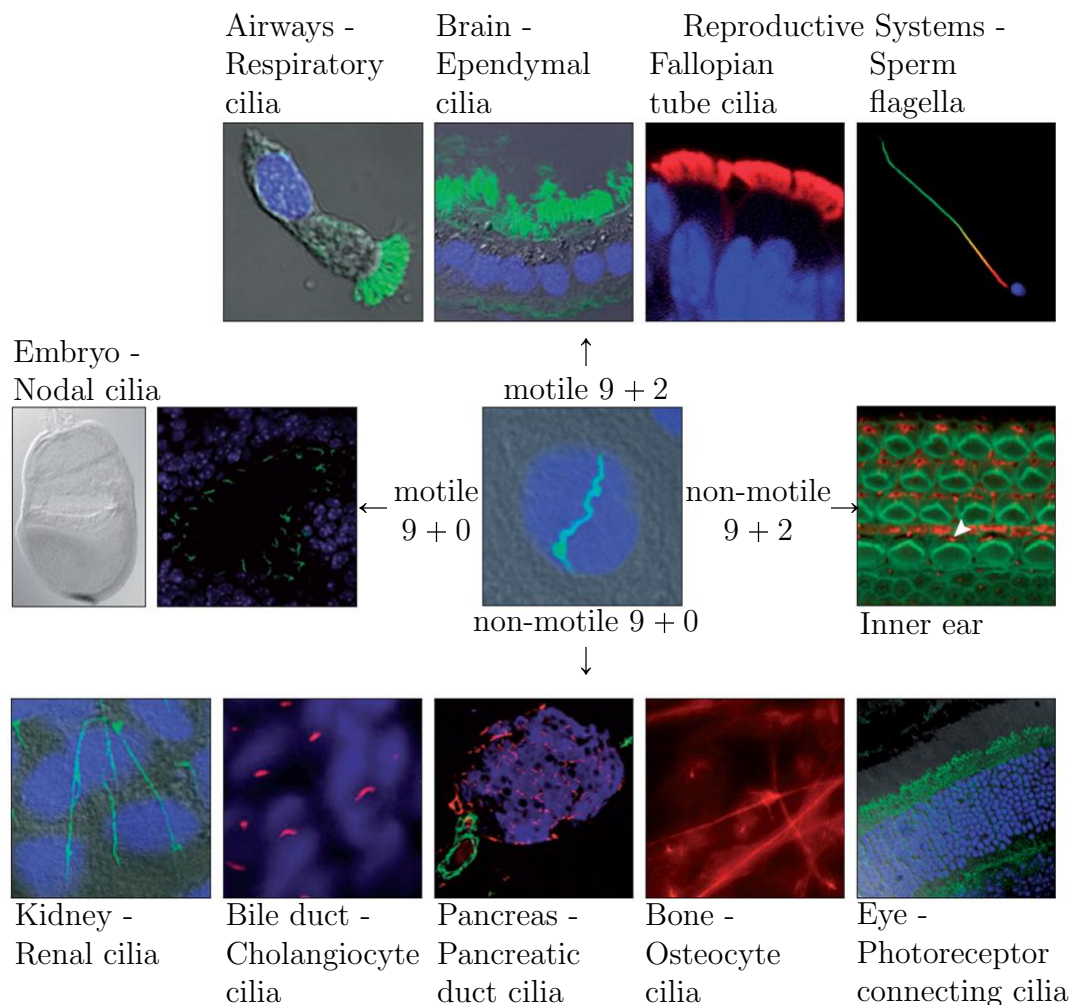 Airways -
Respiratory
cilia
Brain -
Ependymal
cilia
Reproductive Systems -
Fallopian
tube cilia
Sperm
flagella
Embryo -
Nodal cilia
motile 9 + 2
motile
9 + 0
non-motile
9 + 2
non-motile 9 + 0
Inner ear
Kidney -
Renal cilia
Bile duct -
Cholangiocyte
cilia
Pancreas -
Pancreatic
duct cilia
Bone -
Osteocyte
cilia
Eye -
Photoreceptor
connecting cilia